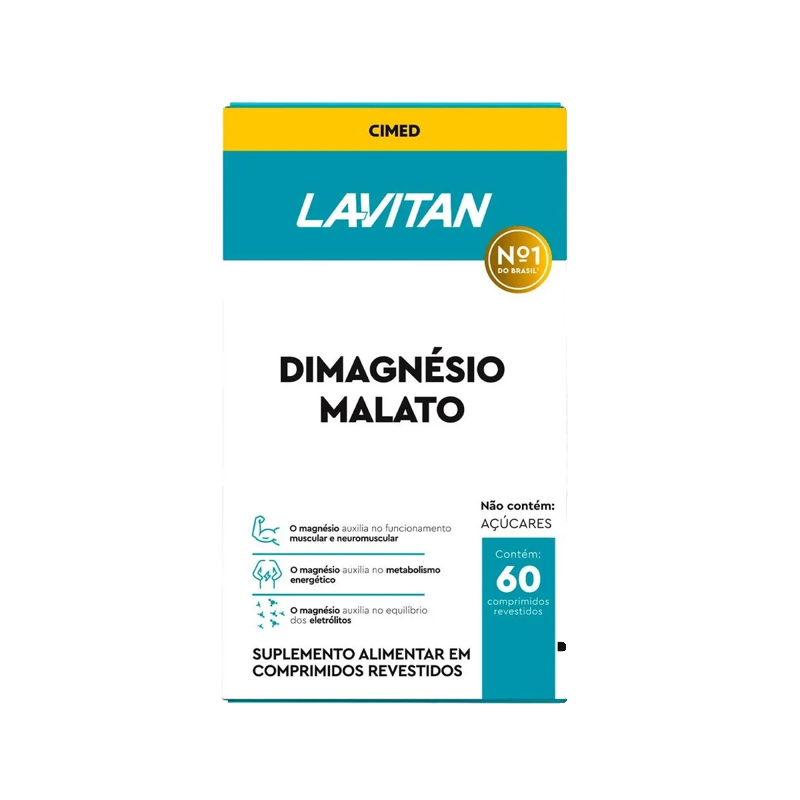 CIMED
LAVITAN
Nº1
DO BRASIL*
DIMAGNÉSIO
MALATO
Não contém:
AÇÚCARES
O magnésio auxilia no funcionamento
muscular e neuromuscular
O magnésio auxilia no metabolismo
energético
O magnésio auxilia no equilíbrio
dos eletrólitos
Contém:
60
comprimidos
revestidos
SUPLEMENTO ALIMENTAR EM
COMPRIMIDOS REVESTIDOS